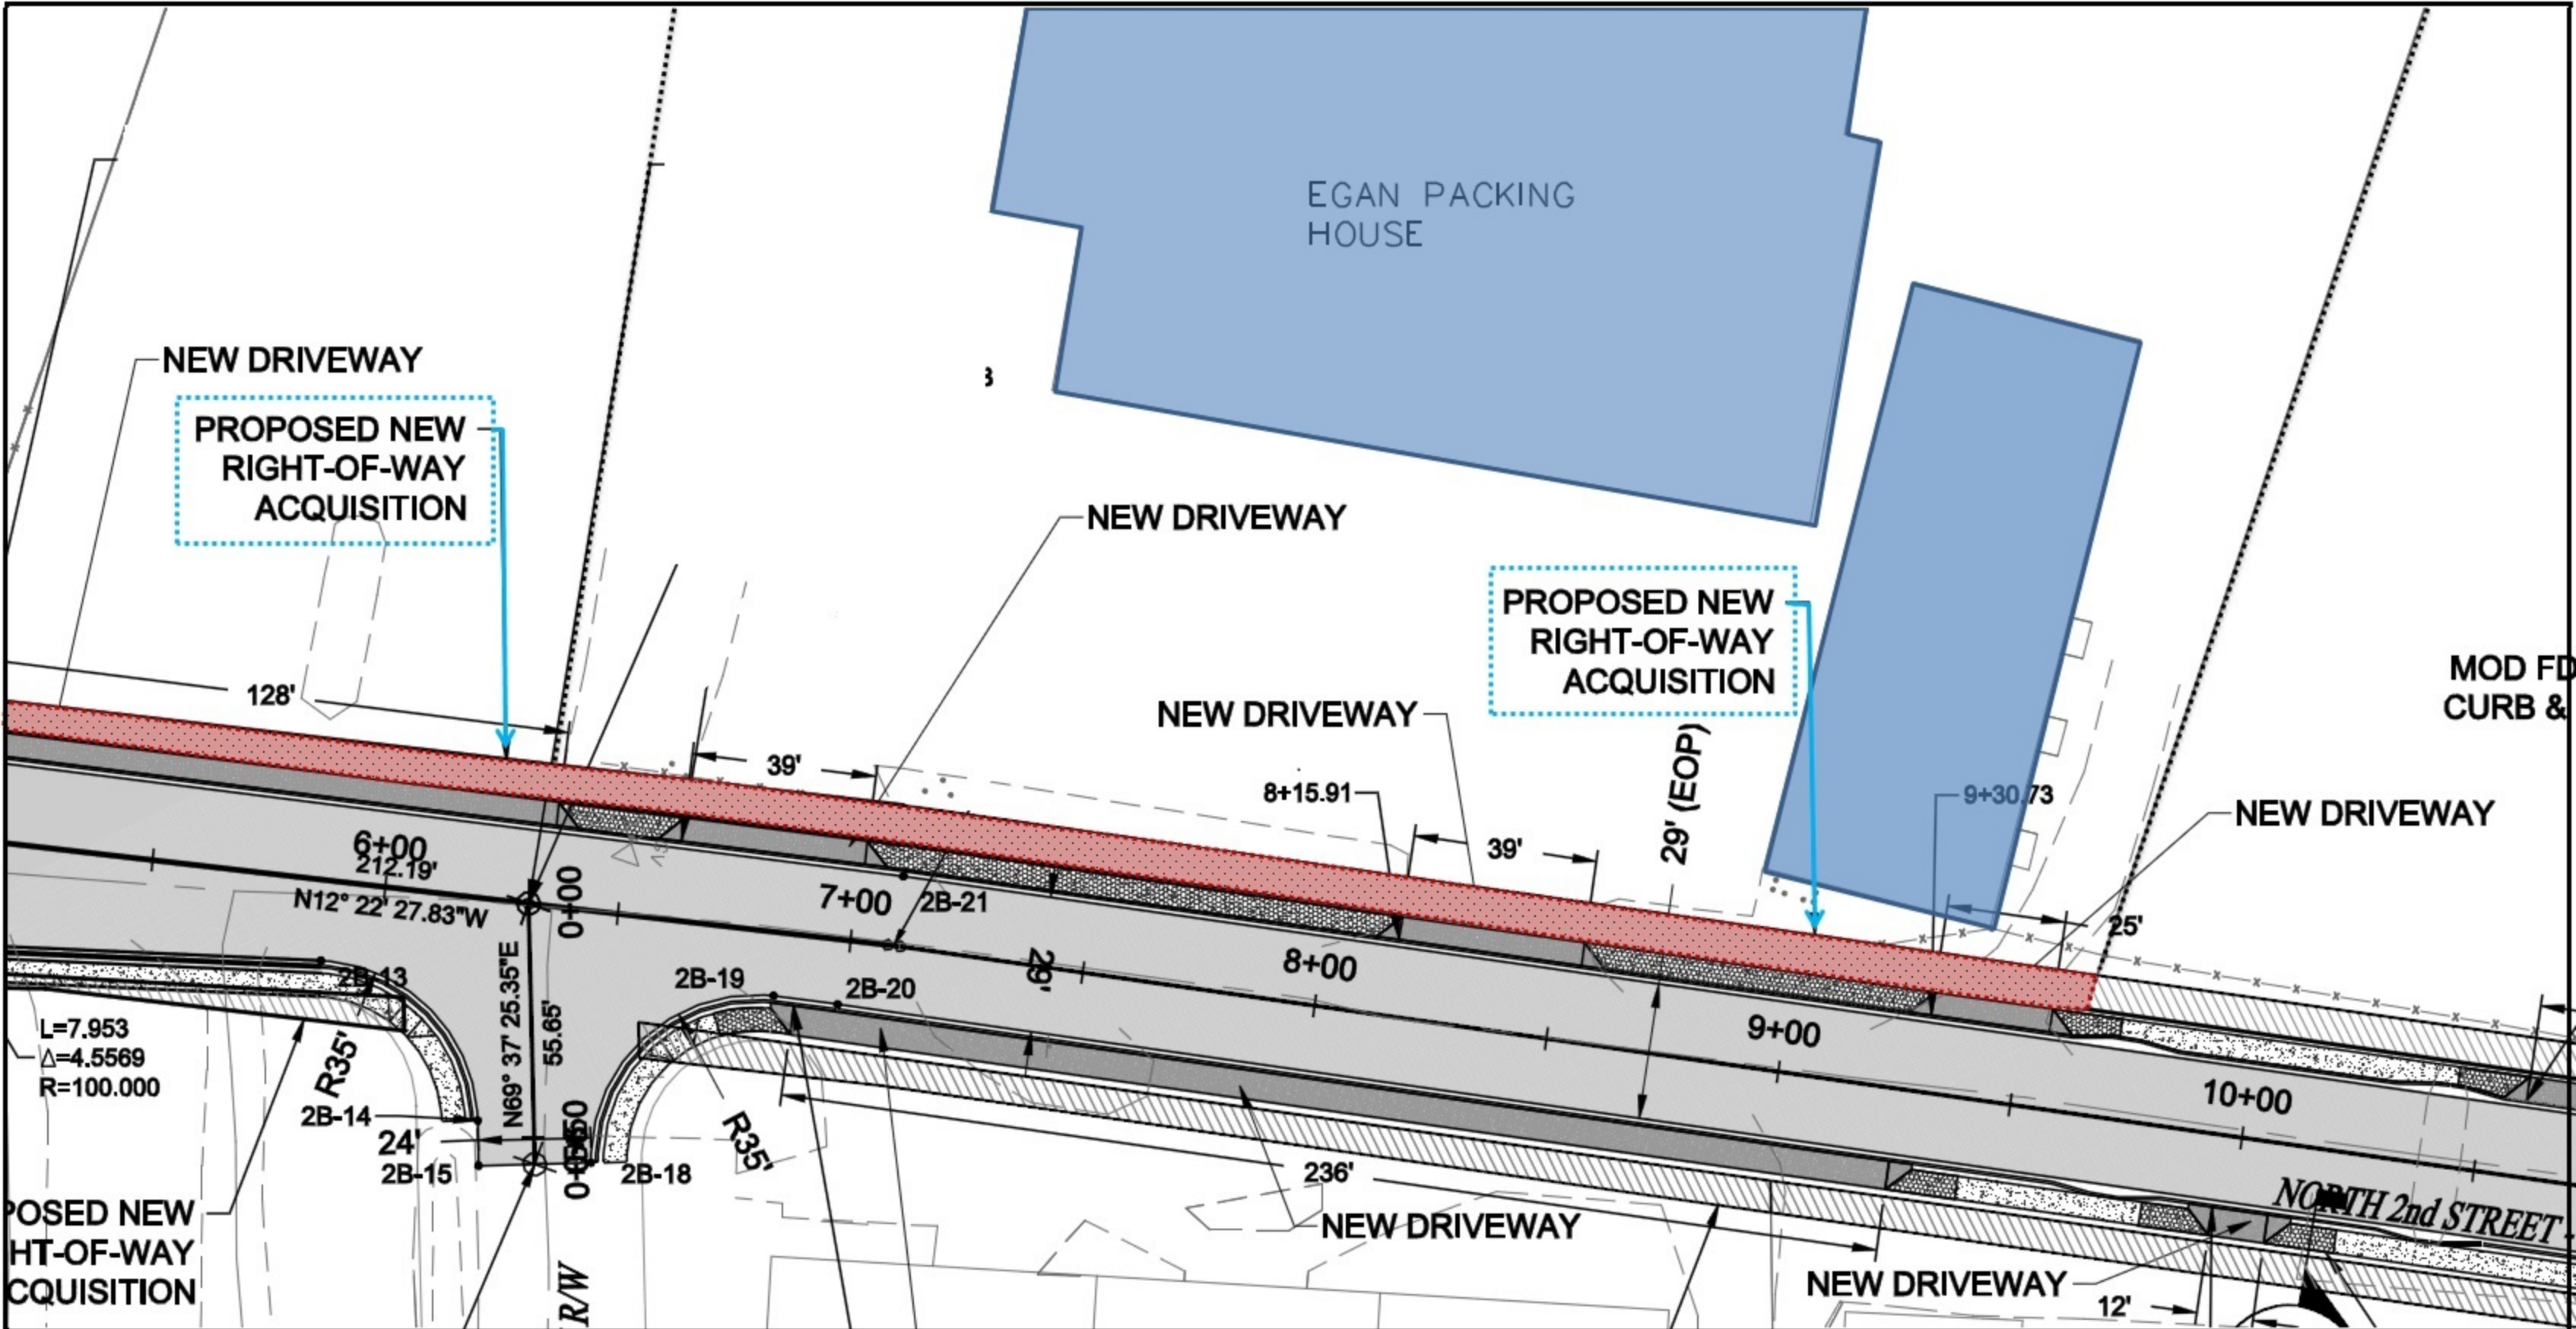 EGAN PACKING
HOUSE
NEW DRIVEWAY
PROPOSED NEW
RIGHT-OF-WAY
ACQUISITION
NEW DRIVEWAY
PROPOSED NEW
RIGHT-OF-WAY
ACQUISITION
MOD FD
CURB &
128'
NEW DRIVEWAY
39'
8+15.91
29' (EOP)
9+30.73
NEW DRIVEWAY
39'
25'
6+00
212.19'
N12° 22' 27.83"W
0+00
7+00
2B-21
8+00
29'
9+00
10+00
2B-13
2B-19
2B-20
N69° 37' 25.35"E
55.65'
L=7.953
Δ=4.5569
R=100.000
R35'
R35'
2B-14
24'
2B-15
2B-18
236'
NORTH 2nd STREET
POSED NEW
HT-OF-WAY
CQUISITION
NEW DRIVEWAY
NEW DRIVEWAY
12'
R/W